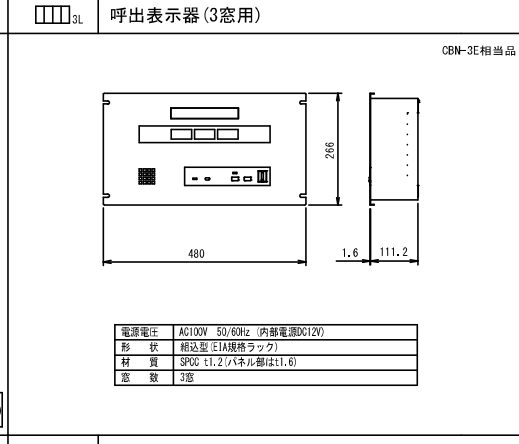 3L 呼出表示器(3窓用)
CBN-3E相当品
266
480
1.6 111.2
電源電圧 AC100V 50/60Hz (内部電源DC12V)
形 状 組込型(EIA規格ラック)
材 質 SPCC t1.2(パネル部はt1.6)
窓 数 3窓